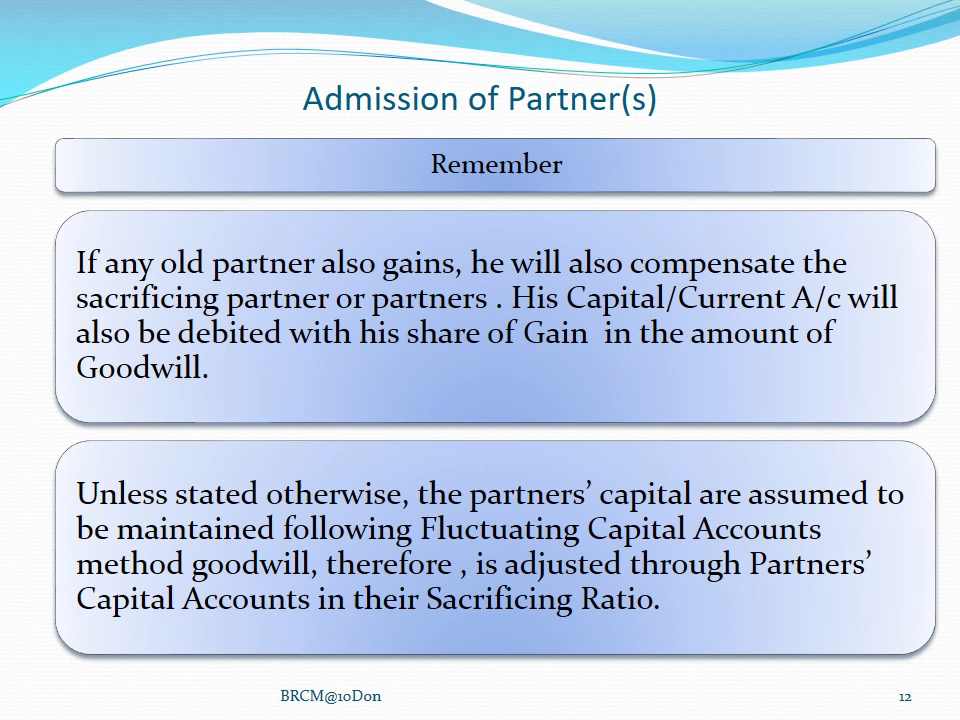 Admission of Partner(s)
Remember
If any old partner also gains, he will also compensate the
sacrificing partner or partners . His Capital/Current A/c will
also be debited with his share of Gain  in the amount of
Goodwill.
Unless stated otherwise, the partners’ capital are assumed to
be maintained following Fluctuating Capital Accounts
method goodwill, therefore , is adjusted through Partners’
Capital Accounts in their Sacrificing Ratio.
BRCM@10Don
12